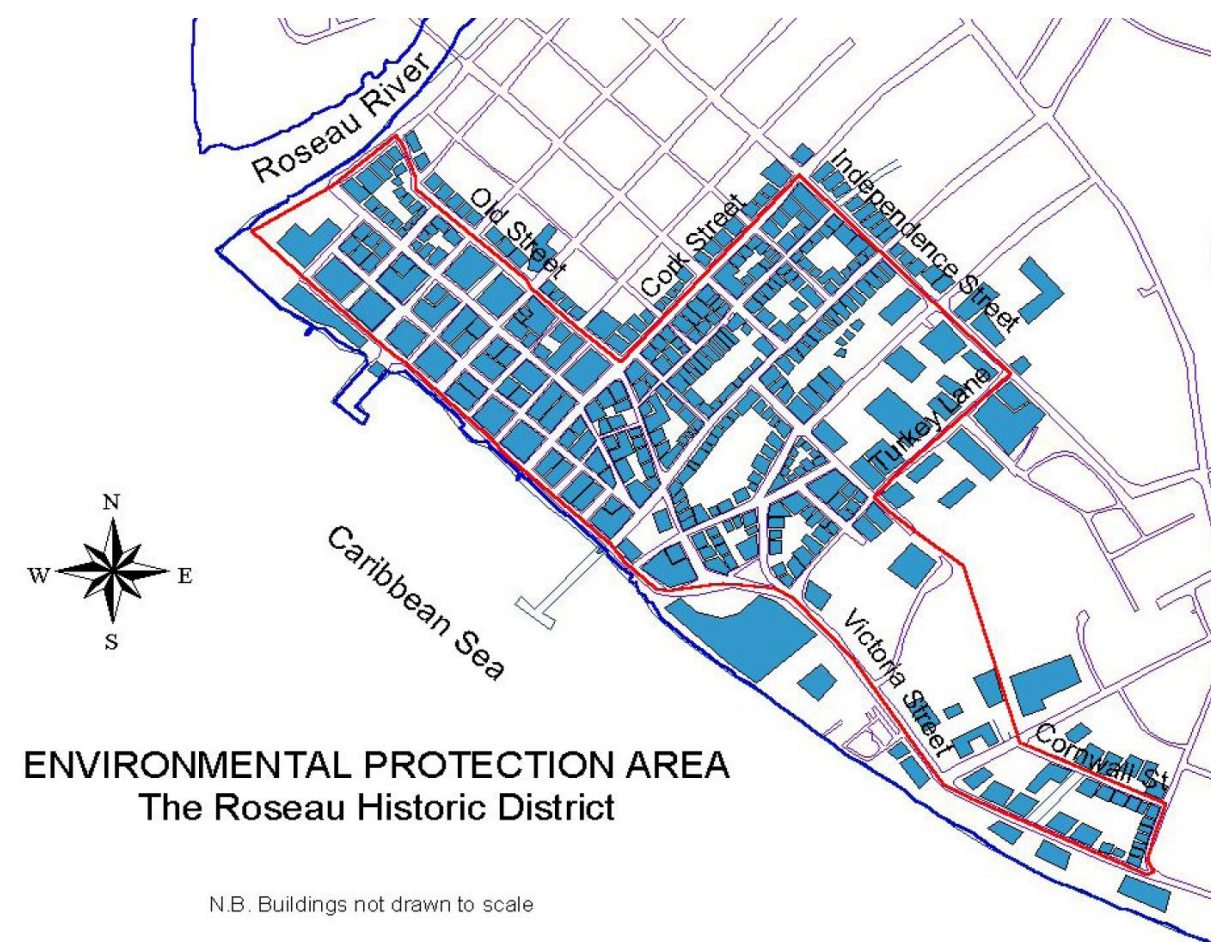 Roseau River
Old Street
Cork Street
Independence Street
Turkey Lane
N
W
E
S
Caribbean Sea
Victoria Street
Cornwall St
ENVIRONMENTAL PROTECTION AREA
The Roseau Historic District
N.B. Buildings not drawn to scale